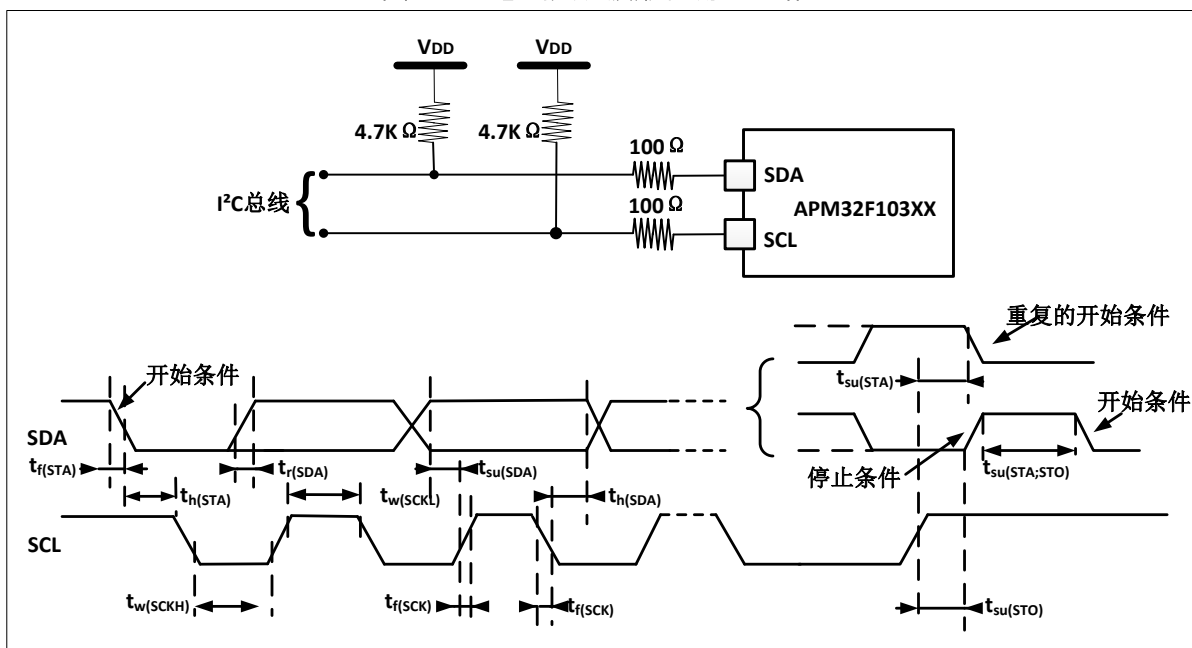 VDD
VDD
4.7K Ω
4.7K Ω
100 Ω
SDA
I²C总线
APM32F103XX
100 Ω
SCL
重复的开始条件
开始条件
tsu(STA)
开始条件
SDA
tf(STA)
tr(SDA)
tsu(SDA)
停止条件
tsu(STA;STO)
th(STA)
tw(SCKL)
th(SDA)
SCL
tw(SCKH)
tf(SCK)
tf(SCK)
tsu(STO)